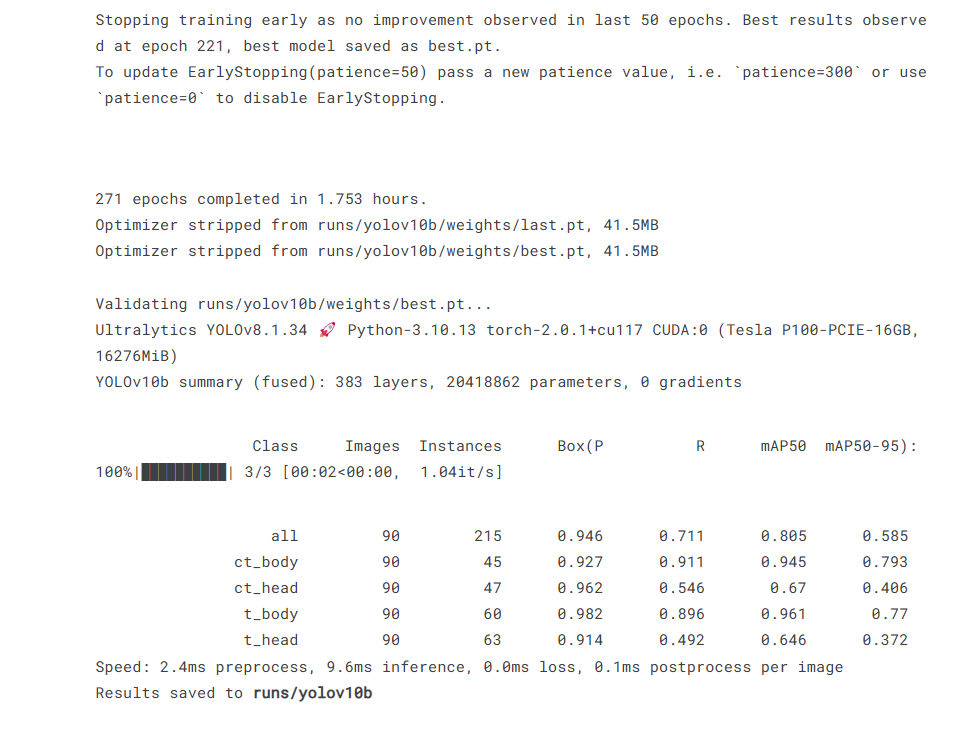 Stopping training early as no improvement observed in last 50 epochs. Best results observe
d at epoch 221, best model saved as best.pt.
To update EarlyStopping(patience=50) pass a new patience value, i.e. `patience=300` or use
`patience=0` to disable EarlyStopping.
271 epochs completed in 1.753 hours.
Optimizer stripped from runs/yolov10b/weights/last.pt, 41.5MB
Optimizer stripped from runs/yolov10b/weights/best.pt, 41.5MB
Validating runs/yolov10b/weights/best.pt...
Ultralytics YOLOv8.1.34 🚀 Python-3.10.13 torch-2.0.1+cu117 CUDA:0 (Tesla P100-PCIE-16GB,
16276MiB)
YOLOv10b summary (fused): 383 layers, 20418862 parameters, 0 gradients
Class Images Instances Box(P R mAP50 mAP50-95):
100%|██████████| 3/3 [00:02<00:00, 1.04it/s]
all 90 215 0.946 0.711 0.805 0.585
ct_body 90 45 0.927 0.911 0.945 0.793
ct_head 90 47 0.962 0.546 0.67 0.406
t_body 90 60 0.982 0.896 0.961 0.77
t_head 90 63 0.914 0.492 0.646 0.372
Speed: 2.4ms preprocess, 9.6ms inference, 0.0ms loss, 0.1ms postprocess per image
Results saved to runs/yolov10b